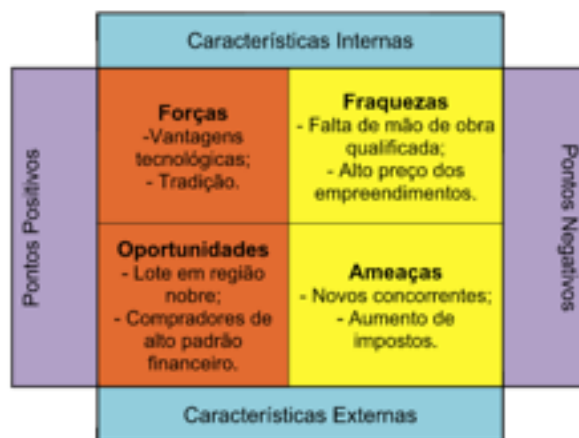 Características Internas
Pontos Positivos
Forças
-Vantagens
tecnológicas;
- Tradição.
Fraquezas
- Falta de mão de obra
qualificada;
- Alto preço dos
empreendimentos.
Pontos Negativos
Oportunidades
- Lote em região
nobre;
- Compradores de
alto padrão
financeiro.
Ameaças
- Novos concorrentes;
- Aumento de
impostos.
Características Externas